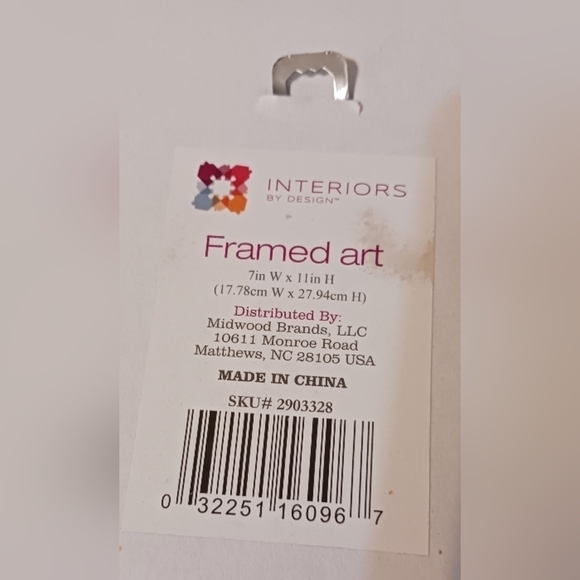 INTERIORS
BY DESIGN™
Framed art
7in W x 11in H
(17.78cm W x 27.94cm H)
Distributed By:
Midwood Brands, LLC
10611 Monroe Road
Matthews, NC 28105 USA
MADE IN CHINA
SKU# 2903328
0 32251 16096 7